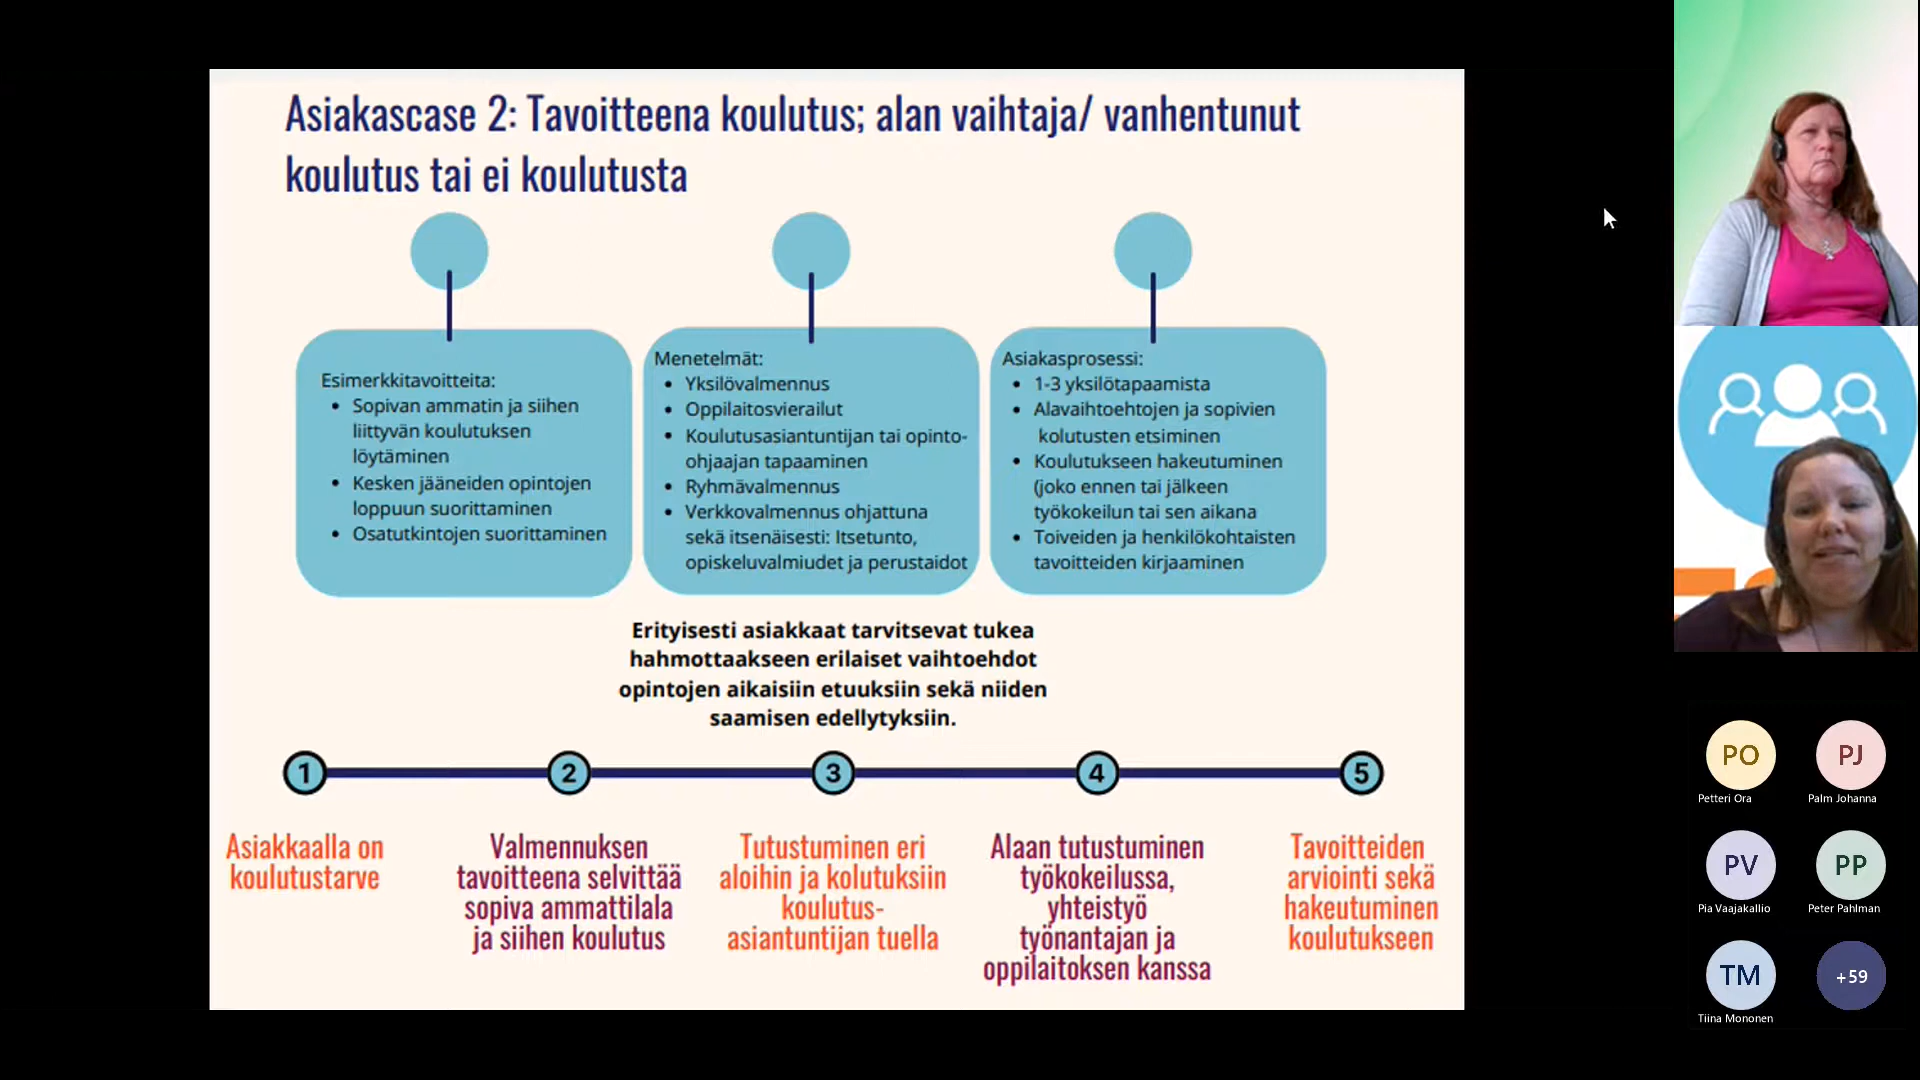 Asiakascase 2: Tavoitteena koulutus; alan vaihtaja/ vanhentunut
koulutus tai ei koulutusta
Esimerkkitavoitteita:
• Sopivan ammatin ja siihen
liittyvän koulutuksen
löytäminen
• Kesken jääneiden opintojen
loppuun suorittaminen
• Osatutkintojen suorittaminen
Menetelmät:
• Yksilövalmennus
• Oppilaitosvierailut
• Koulutusasiantuntijan tai opinto-
ohjaajan tapaaminen
• Ryhmävalmennus
• Verkkovalmennus ohjattuna
sekä itsenäisesti: Itsetunto,
opiskeluvalmiudet ja perustaidot
Asiakasprosessi:
• 1-3 yksilötapaamista
• Alavaihtoehtojen ja sopivien
kolutusten etsiminen
• Koulutukseen hakeutuminen
(joko ennen tai jälkeen
työkokeilun tai sen aikana
• Toiveiden ja henkilökohtaisten
tavoitteiden kirjaaminen
Erityisesti asiakkaat tarvitsevat tukea
hahmottaakseen erilaiset vaihtoehdot
opintojen aikaisiin etuuksiin sekä niiden
saamisen edellytyksiin.
1
2
3
4
5
Asiakkaalla on
koulutustarve
Valmennuksen
tavoitteena selvittää
sopiva ammattilala
ja siihen koulutus
Tutustuminen eri
aloihin ja kolutuksiin
koulutus-
asiantuntijan tuella
Alaan tutustuminen
työkokeilussa,
yhteistyö
työnantajan ja
oppilaitoksen kanssa
Tavoitteiden
arviointi sekä
hakeutuminen
koulutukseen
PO
Petteri Ora
PJ
Palm Johanna
PV
Pia Vaajakallio
PP
Peter Pahlman
TM
Tiina Mononen
+59